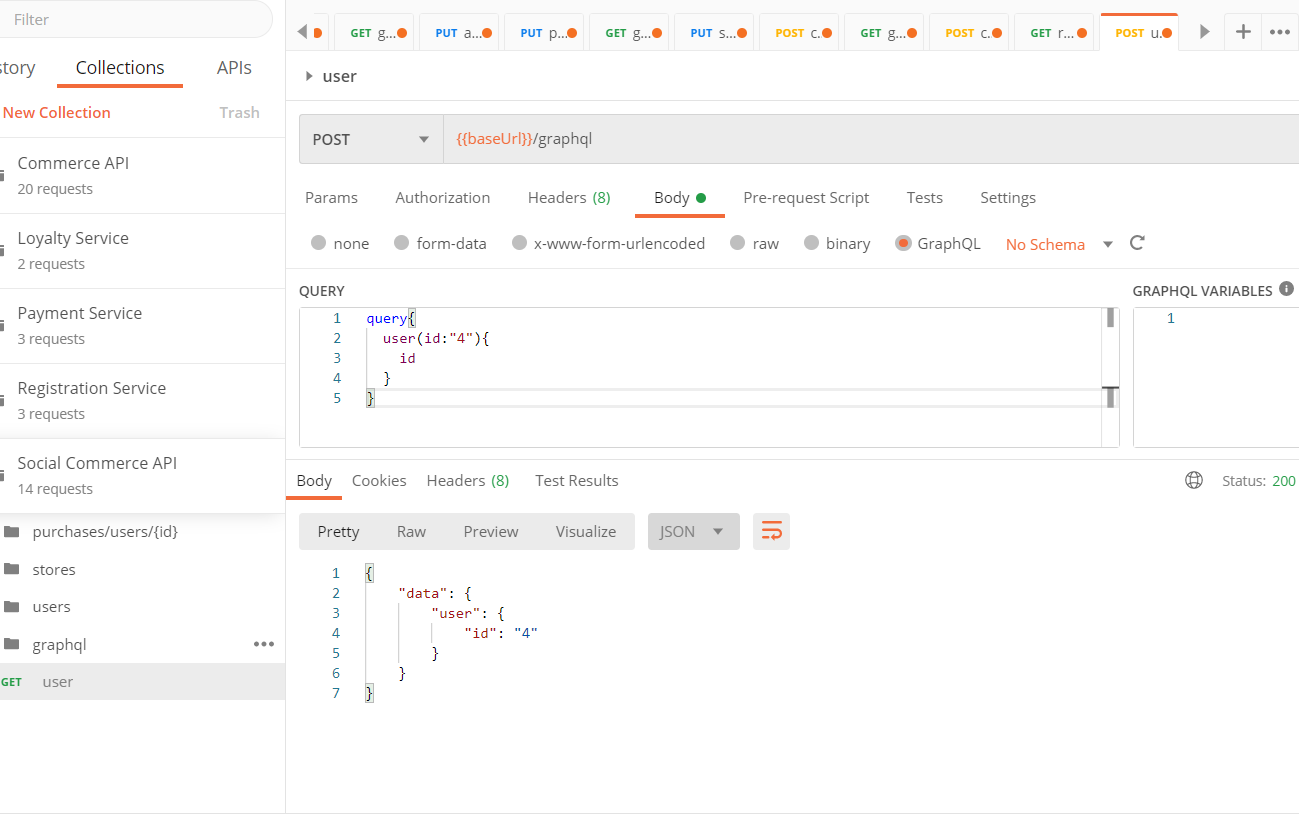 Filter
story Collections APIs
New Collection Trash
Commerce API
20 requests
Loyalty Service
2 requests
Payment Service
3 requests
Registration Service
3 requests
Social Commerce API
14 requests
purchases/users/{id}
stores
users
graphql
GET user
GET g... PUT a... PUT p... GET g... PUT s... POST c... GET g... POST c... GET r... POST u...
user
POST {{baseUrl}}/graphql
Params Authorization Headers (8) Body Pre-request Script Tests Settings
none form-data x-www-form-urlencoded raw binary GraphQL No Schema
QUERY
1 query{
2 user(id:"4"){
3 id
4 }
5 }
GRAPHQL VARIABLES
1
Body Cookies Headers (8) Test Results Status: 200
Pretty Raw Preview Visualize JSON
1 {
2 "data": {
3 "user": {
4 "id": "4"
5 }
6 }
7 }